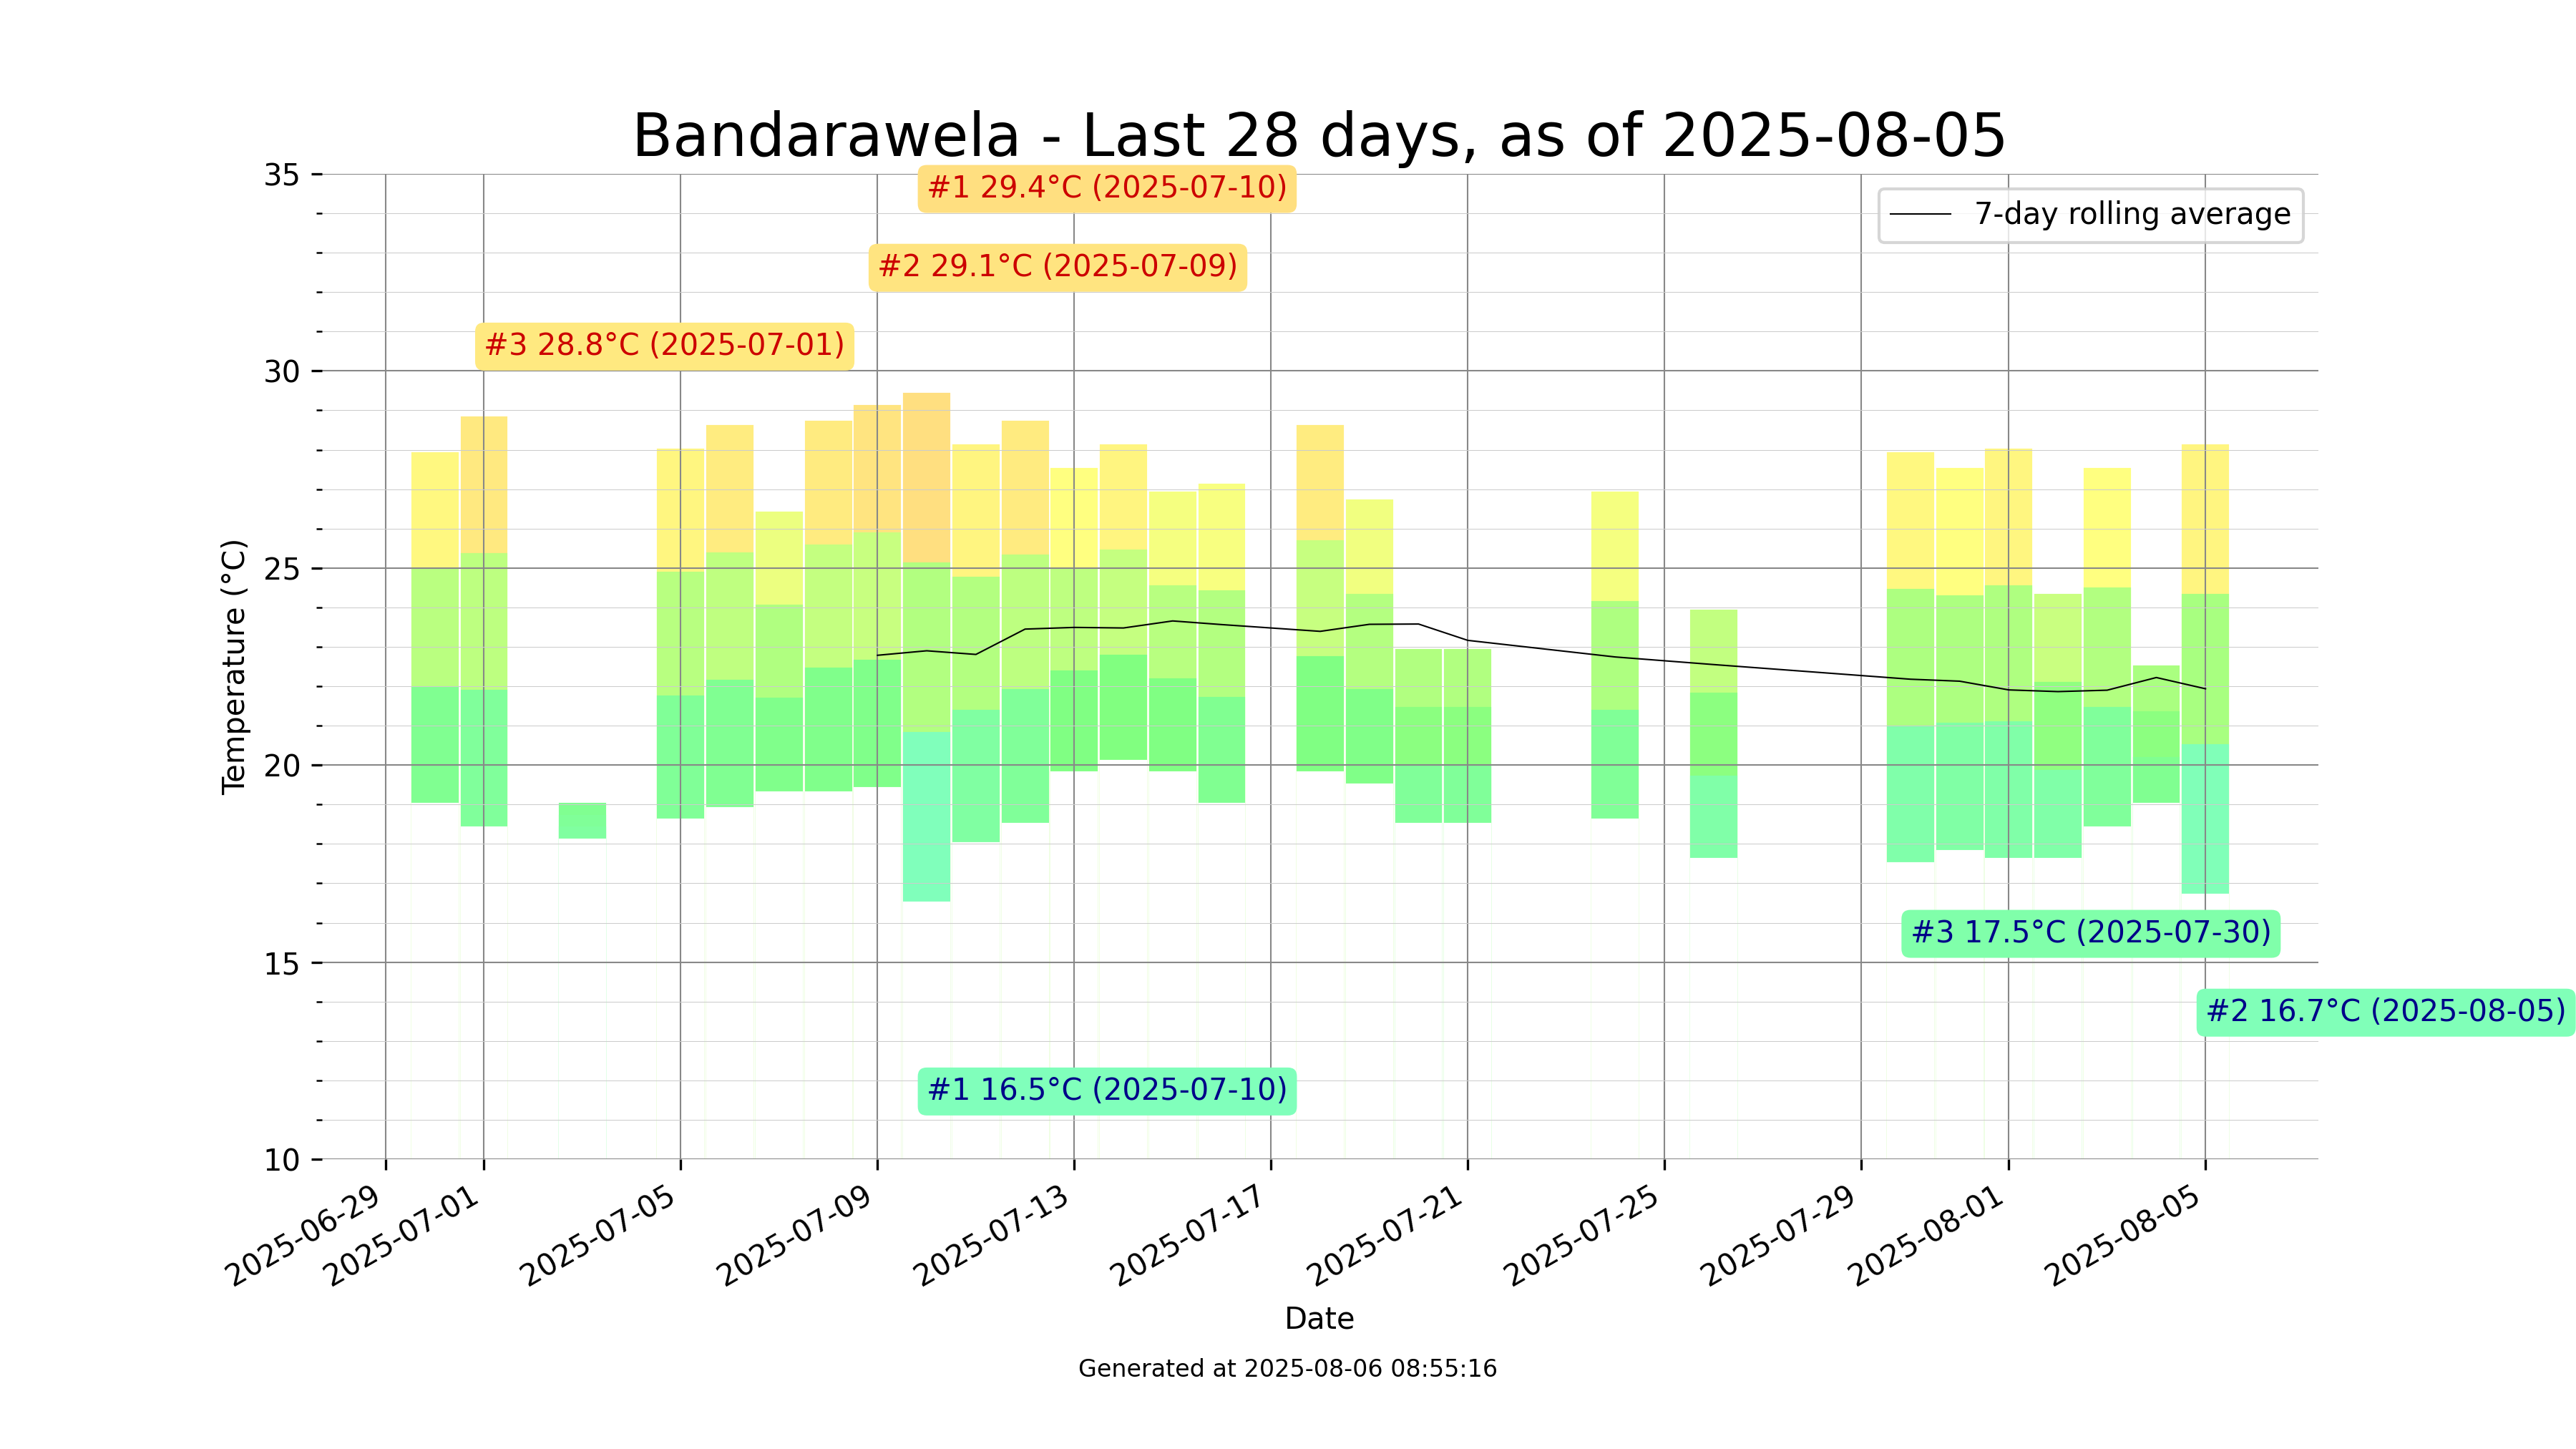 Bandarawela - Last 28 days, as of 2025-08-05
#1 29.4°C (2025-07-10)
7-day rolling average
#2 29.1°C (2025-07-09)
#3 28.8°C (2025-07-01)
#3 17.5°C (2025-07-30)
#2 16.7°C (2025-08-05)
#1 16.5°C (2025-07-10)
Temperature (°C)
35
30
25
20
15
10
2025-06-29
2025-07-01
2025-07-05
2025-07-09
2025-07-13
2025-07-17
2025-07-21
2025-07-25
2025-07-29
2025-08-01
2025-08-05
Date
Generated at 2025-08-06 08:55:16